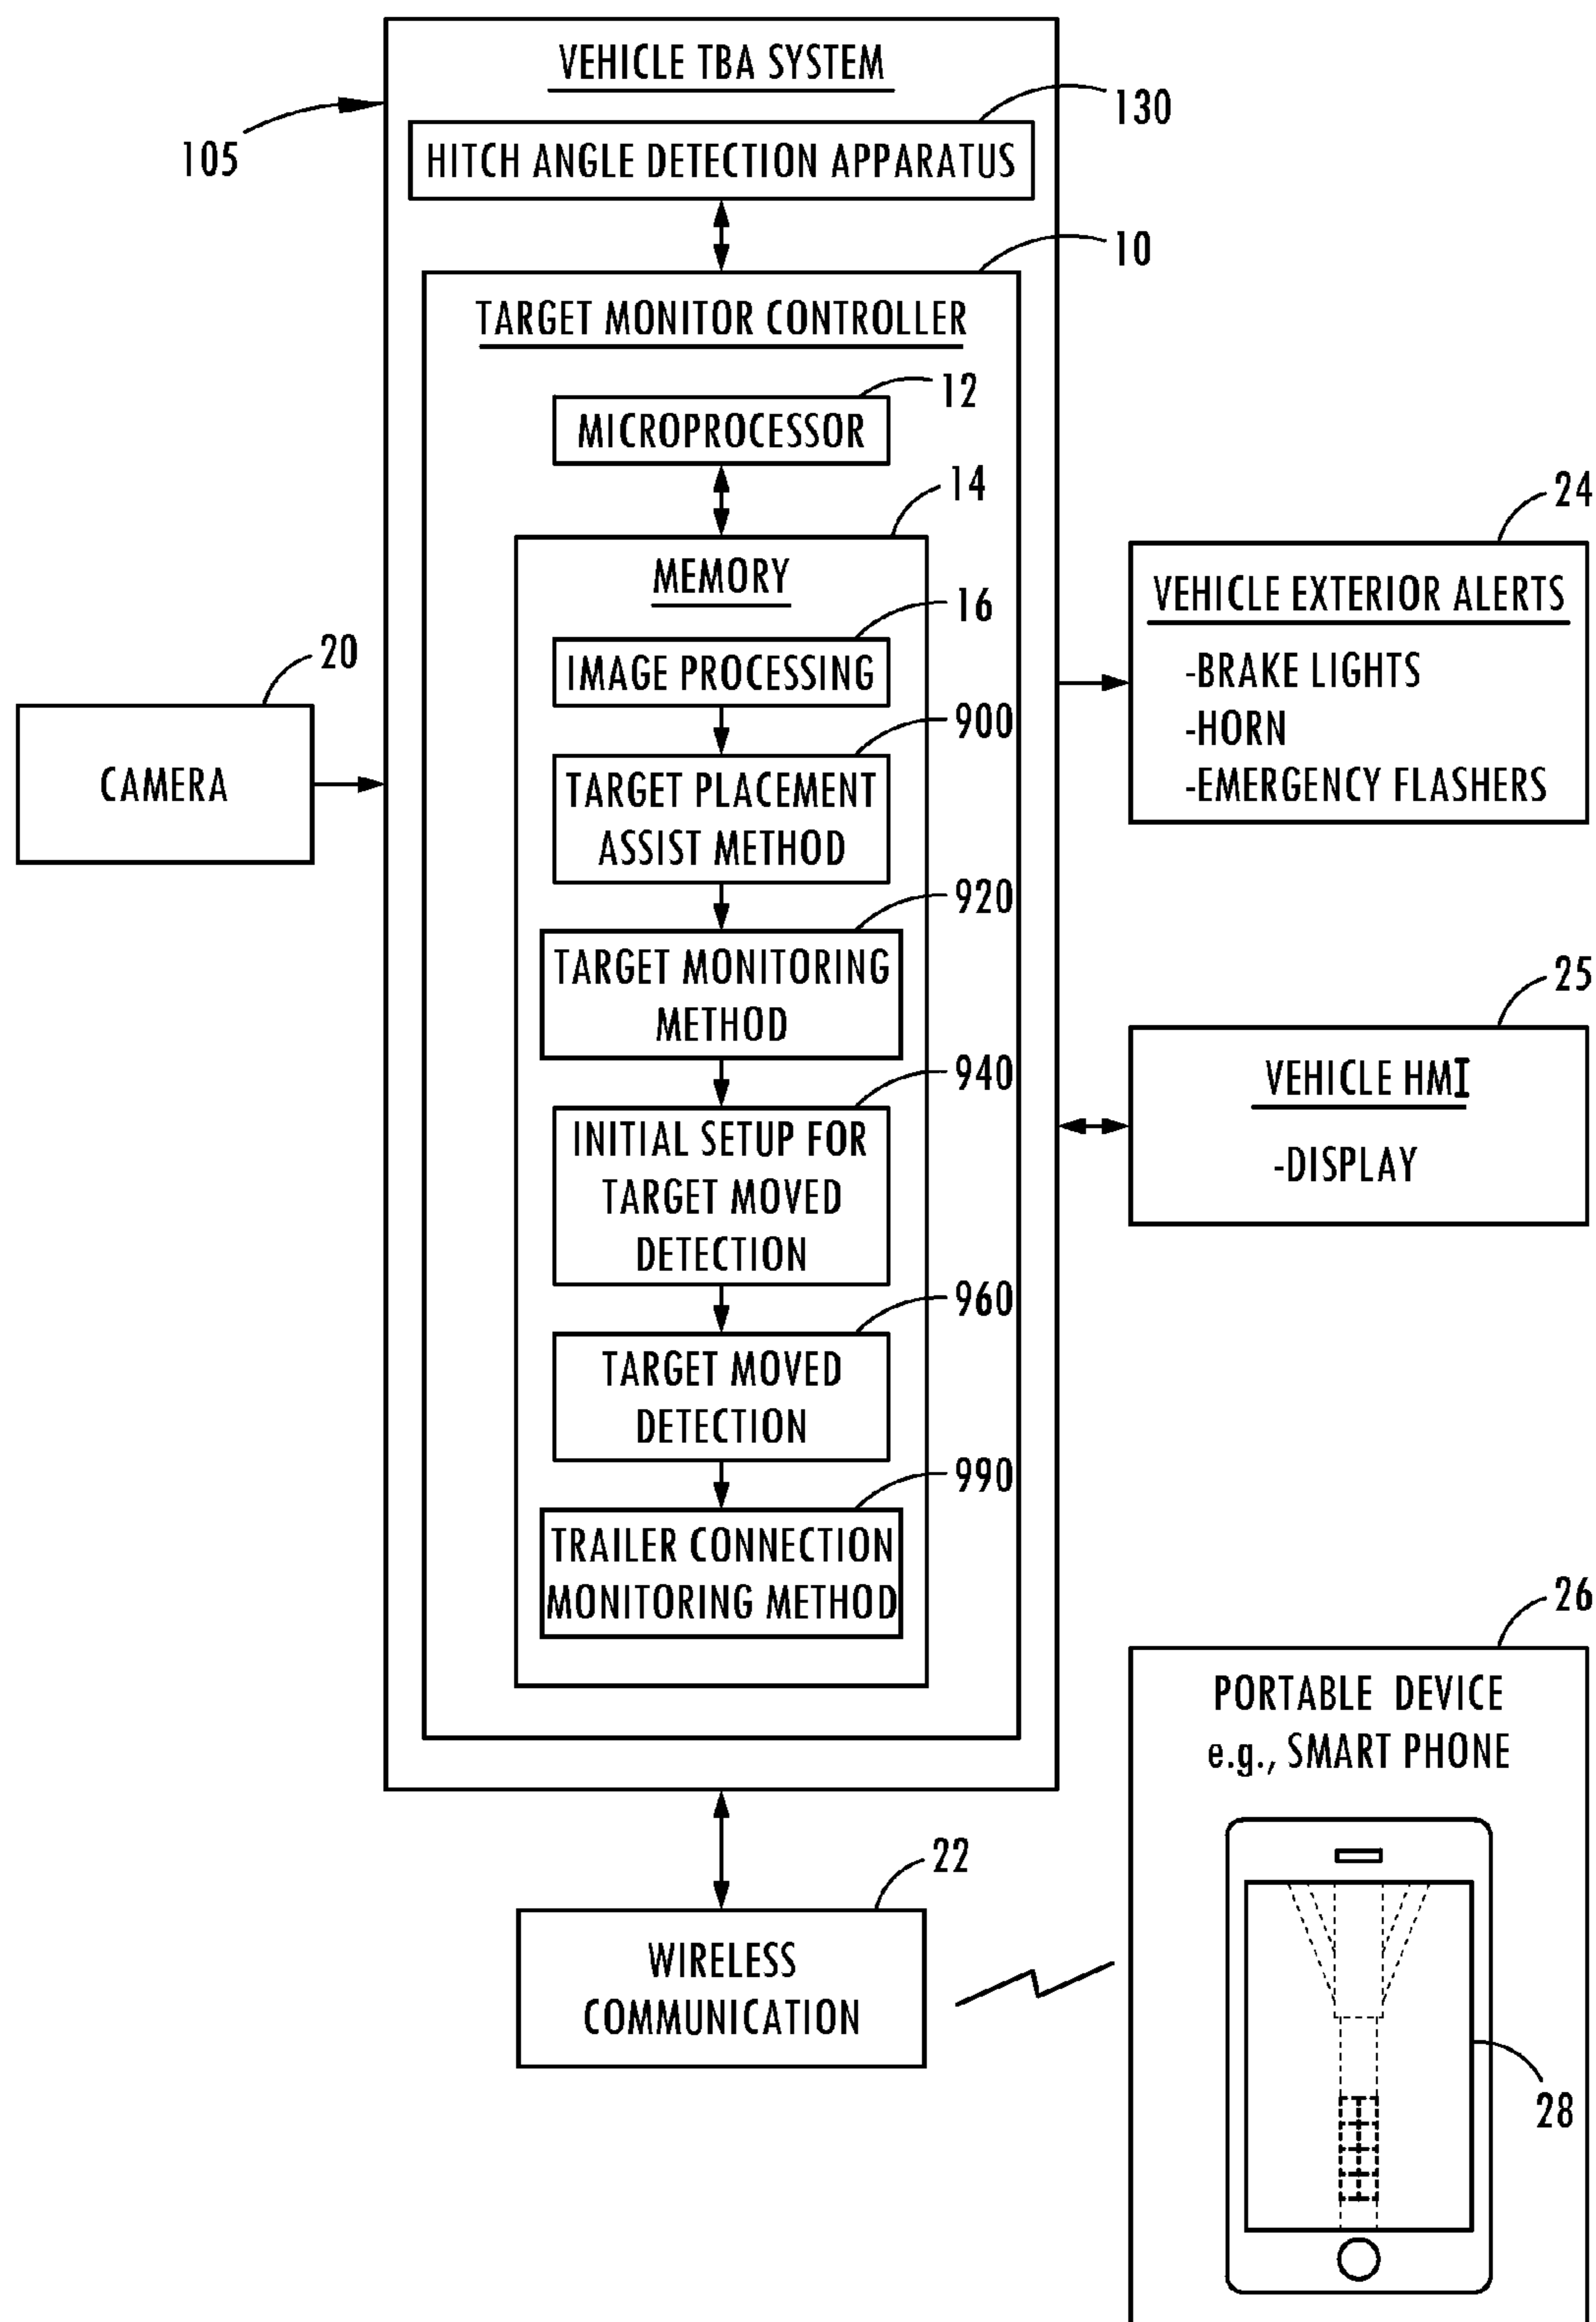 VEHICLE TBA SYSTEM
105
130
HITCH ANGLE DETECTION APPARATUS
10
TARGET MONITOR CONTROLLER
12
MICROPROCESSOR
14
MEMORY
16
IMAGE PROCESSING
900
TARGET PLACEMENT
ASSIST METHOD
920
TARGET MONITORING
METHOD
940
INITIAL SETUP FOR
TARGET MOVED
DETECTION
960
TARGET MOVED
DETECTION
990
TRAILER CONNECTION
MONITORING METHOD
20
CAMERA
24
VEHICLE EXTERIOR ALERTS
-BRAKE LIGHTS
-HORN
-EMERGENCY FLASHERS
25
VEHICLE HMI
-DISPLAY
22
WIRELESS
COMMUNICATION
26
PORTABLE DEVICE
e.g., SMART PHONE
28